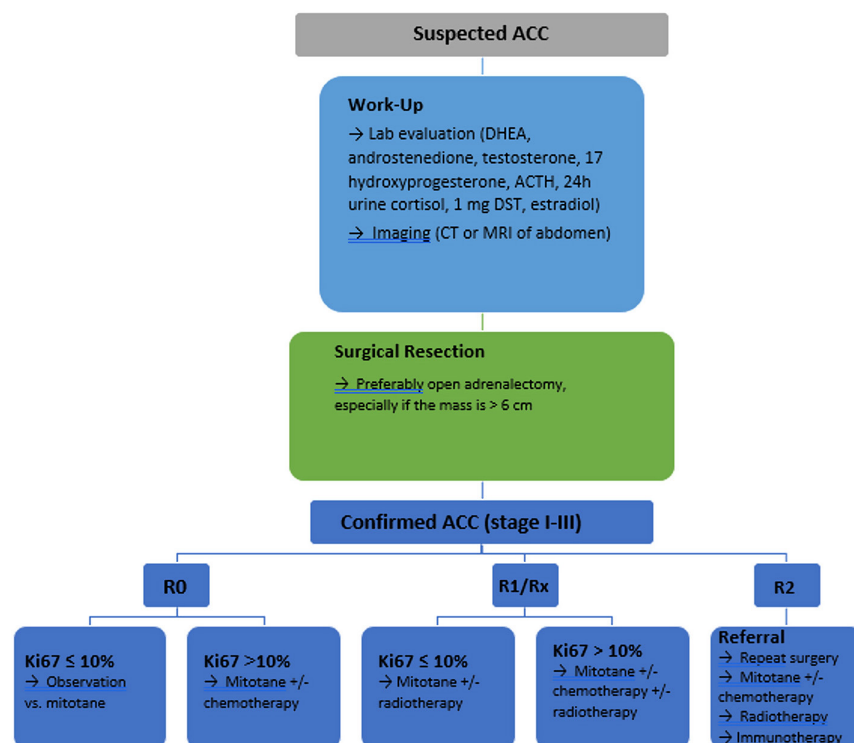 Suspected ACC
Work-Up
→ Lab evaluation (DHEA,
androstenedione, testosterone, 17
hydroxyprogesterone, ACTH, 24h
urine cortisol, 1 mg DST, estradiol)
→ Imaging (CT or MRI of abdomen)
Surgical Resection
→ Preferably open adrenalectomy,
especially if the mass is > 6 cm
Confirmed ACC (stage I-III)
R0
R1/Rx
R2
Ki67 ≤ 10%
→ Observation
vs. mitotane
Ki67 >10%
→ Mitotane +/-
chemotherapy
Ki67 ≤ 10%
→ Mitotane +/-
radiotherapy
Ki67 > 10%
→ Mitotane +/-
chemotherapy +/-
radiotherapy
Referral
→ Repeat surgery
→ Mitotane +/-
chemotherapy
→ Radiotherapy
→ Immunotherapy